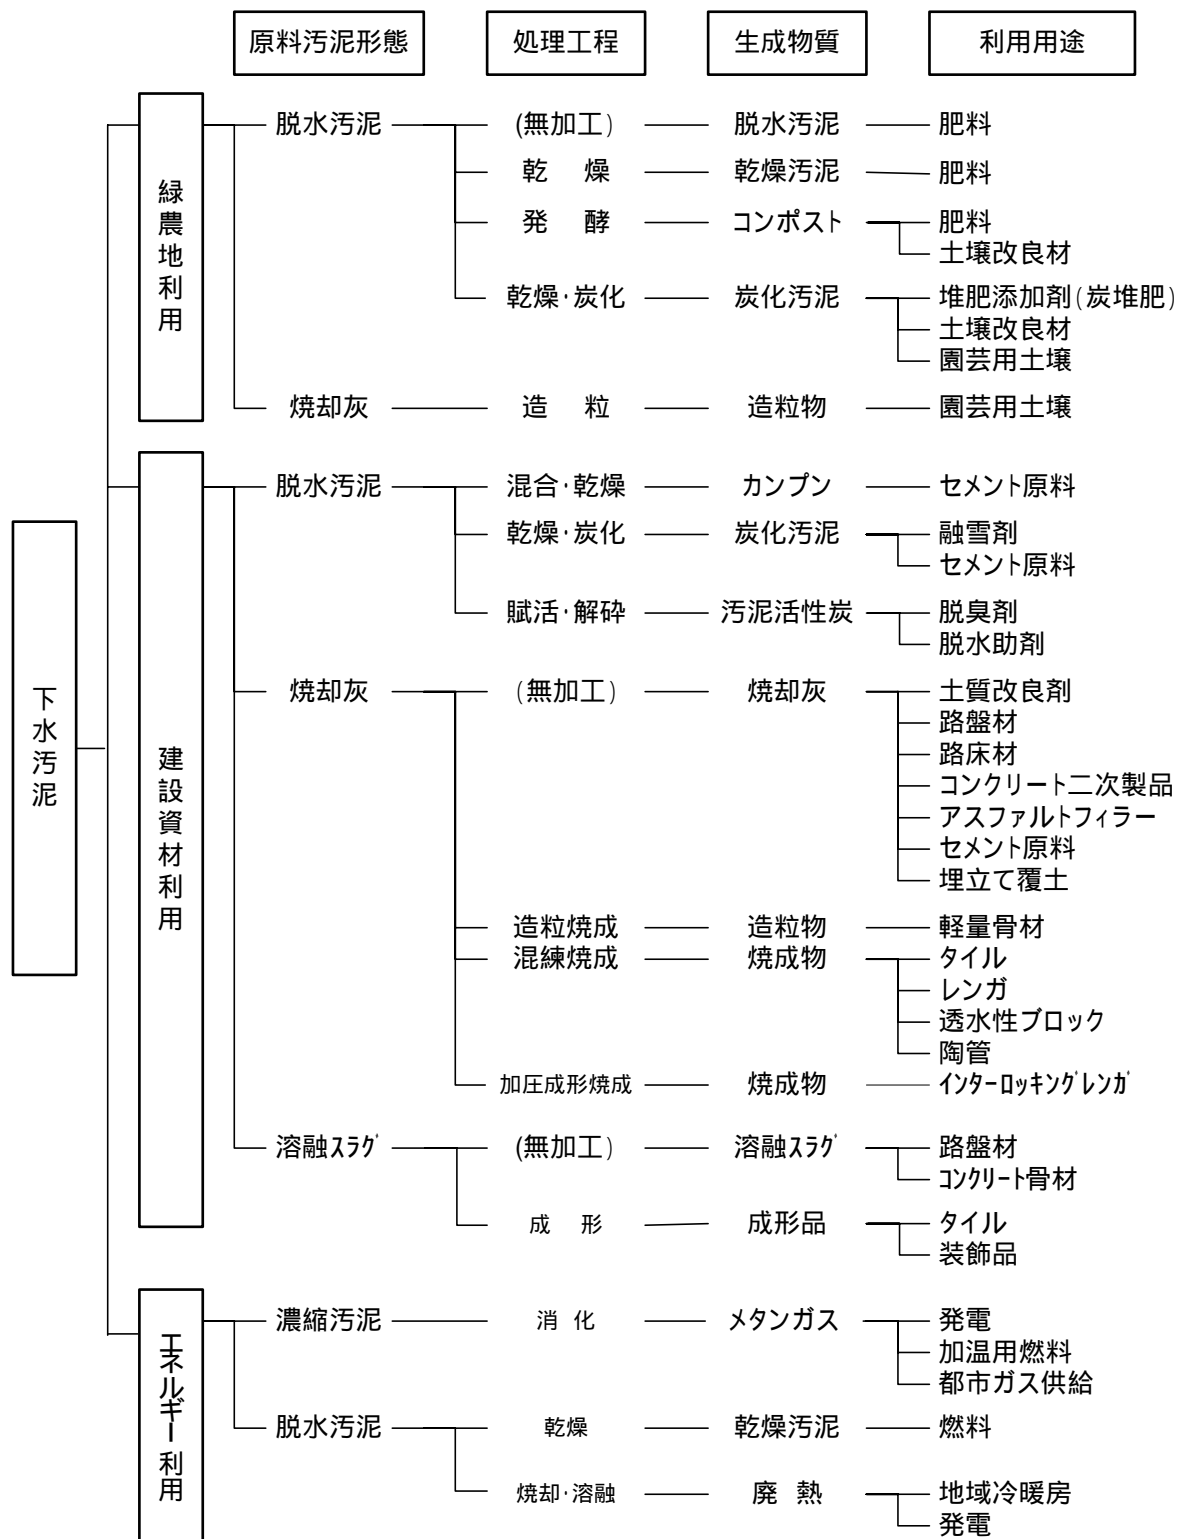 原料汚泥形態 処理工程 生成物質 利用用途
緑農地利用
脱水汚泥 (無加工) 脱水汚泥 肥料
乾 燥 乾燥汚泥 肥料
発 酵 コンポスト 肥料
土壌改良材
乾燥・炭化 炭化汚泥 堆肥添加剤(炭堆肥)
土壌改良材
園芸用土壌
焼却灰 造 粒 造粒物 園芸用土壌
下水汚泥
建設資材利用
脱水汚泥 混合・乾燥 カンプン セメント原料
乾燥・炭化 炭化汚泥 融雪剤
セメント原料
賦活・解砕 汚泥活性炭 脱臭剤
脱水助剤
焼却灰 (無加工) 焼却灰 土質改良剤
路盤材
路床材
コンクリート二次製品
アスファルトフィラー
セメント原料
埋立て覆土
造粒焼成 造粒物 軽量骨材
混練焼成 焼成物 タイル
レンガ
透水性ブロック
陶管
加圧成形焼成 焼成物 インターロッキングレンガ
溶融スラグ (無加工) 溶融スラグ 路盤材
コンクリート骨材
成 形 成形品 タイル
装飾品
エネルギー利用
濃縮汚泥 消 化 メタンガス 発電
加温用燃料
都市ガス供給
脱水汚泥 乾燥 乾燥汚泥 燃料
焼却・溶融 廃 熱 地域冷暖房
発電